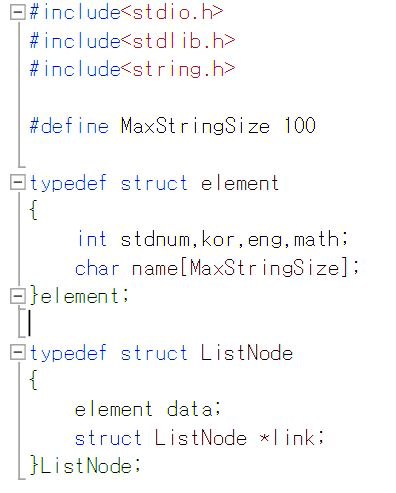 #include<stdio.h>
#include<stdlib.h>
#include<string.h>
#define MaxStringSize 100
typedef struct element
{
int stdnum,kor,eng,math;
char name[MaxStringSize];
}element;
typedef struct ListNode
{
element data;
struct ListNode *link;
}ListNode;